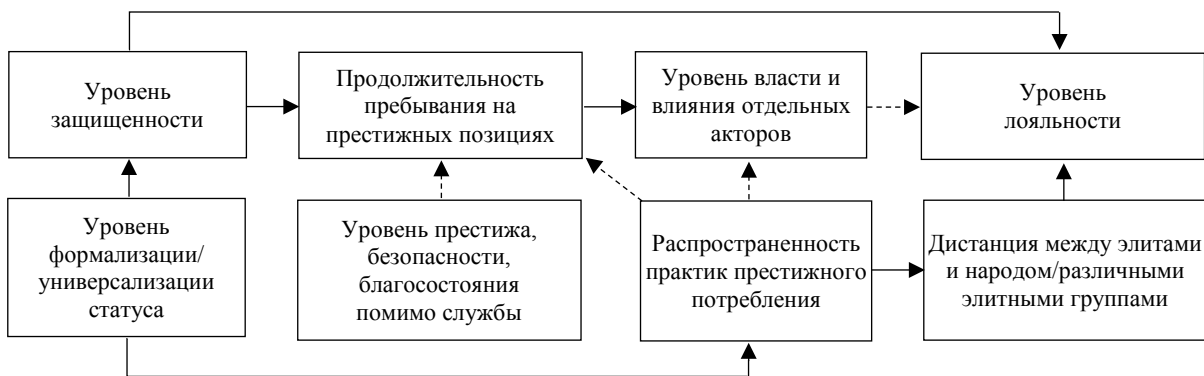 Уровень
защищенности
Продолжительность
пребывания на
престижных позициях
Уровень власти и
влияния отдельных
акторов
Уровень
лояльности
Уровень
формализации/
универсализации
статуса
Уровень престижа,
безопасности,
благосостояния
помимо службы
Распространенность
практик престижного
потребления
Дистанция между элитами
и народом/различными
элитными группами